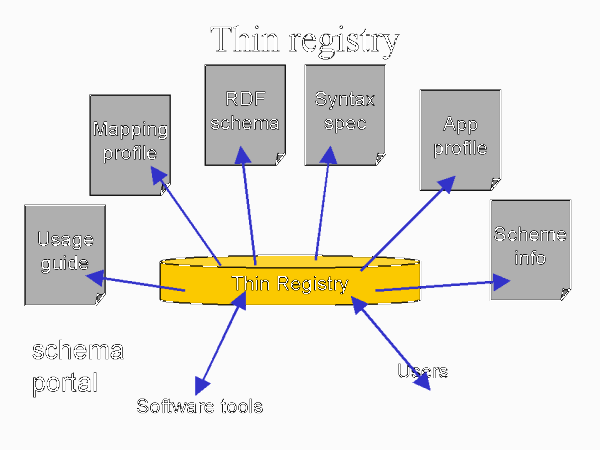 Thin registry
RDF
schema
Syntax
spec
Mapping
profile
App
profile
Usage
guide
Scheme
info
Thin Registry
schema
portal
Users
Software tools